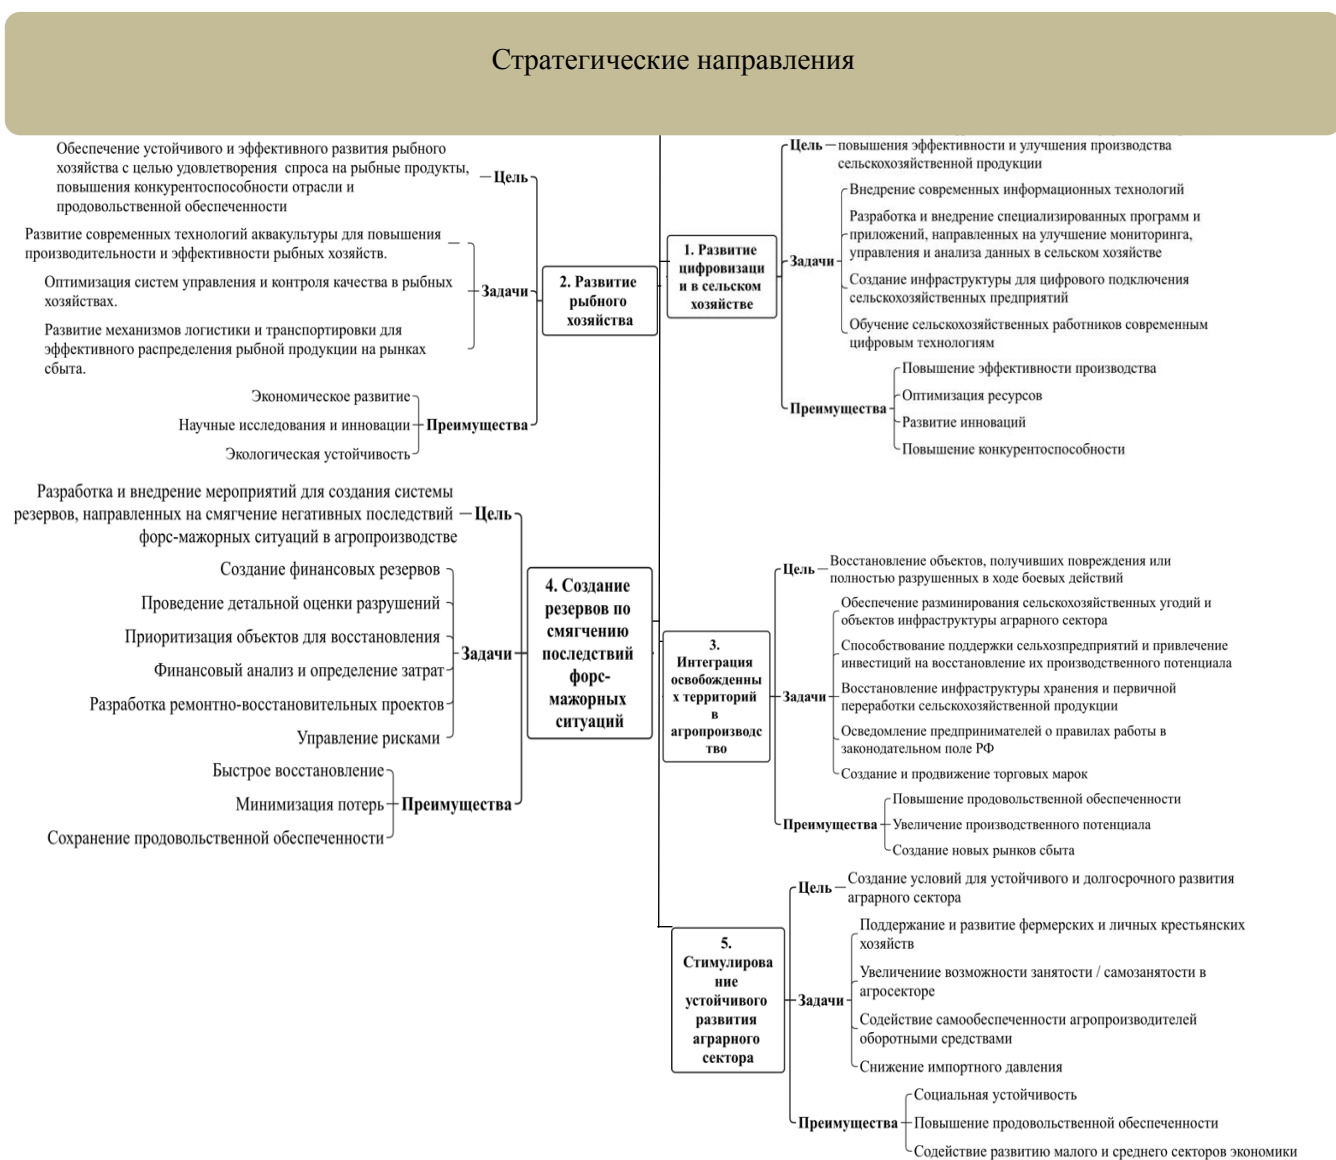 Стратегические направления
Обеспечение устойчивого и эффективного развития рыбного
хозяйства с целью удовлетворения спроса на рыбные продукты,
повышения конкурентоспособности отрасли и
продовольственной обеспеченности
Цель
Развитие современных технологий аквакультуры для повышения
производительности и эффективности рыбных хозяйств.
Оптимизация систем управления и контроля качества в рыбных
хозяйствах.
Развитие механизмов логистики и транспортировки для
эффективного распределения рыбной продукции на рынках
сбыта.
Задачи
Экономическое развитие
Научные исследования и инновации
Экологическая устойчивость
Преимущества
2. Развитие
рыбного
хозяйства
1. Развитие
цифровизаци
и в сельском
хозяйстве
Цель
повышения эффективности и улучшения производства
сельскохозяйственной продукции
Задачи
Внедрение современных информационных технологий
Разработка и внедрение специализированных программ и
приложений, направленных на улучшение мониторинга,
управления и анализа данных в сельском хозяйстве
Создание инфраструктуры для цифрового подключения
сельскохозяйственных предприятий
Обучение сельскохозяйственных работников современным
цифровым технологиям
Преимущества
Повышение эффективности производства
Оптимизация ресурсов
Развитие инноваций
Повышение конкурентоспособности
Разработка и внедрение мероприятий для создания системы
резервов, направленных на смягчение негативных последствий
форс-мажорных ситуаций в агропроизводстве
Цель
Создание финансовых резервов
Проведение детальной оценки разрушений
Приоритизация объектов для восстановления
Финансовый анализ и определение затрат
Разработка ремонтно-восстановительных проектов
Управление рисками
Задачи
Быстрое восстановление
Минимизация потерь
Сохранение продовольственной обеспеченности
Преимущества
4. Создание
резервов по
смягчению
последствий
форс-
мажорных
ситуаций
3.
Интеграция
освобожденны
х территорий
в
агропроизводс
тво
Цель
Восстановление объектов, получивших повреждения или
полностью разрушенных в ходе боевых действий
Задачи
Обеспечение разминирования сельскохозяйственных угодий и
объектов инфраструктуры аграрного сектора
Способствование поддержки сельхозпредприятий и привлечение
инвестиций на восстановление их производственного потенциала
Восстановление инфраструктуры хранения и первичной
переработки сельскохозяйственной продукции
Осведомление предпринимателей о правилах работы в
законодательном поле РФ
Создание и продвижение торговых марок
Преимущества
Повышение продовольственной обеспеченности
Увеличение производственного потенциала
Создание новых рынков сбыта
5.
Стимулирова
ние
устойчивого
развития
аграрного
сектора
Цель
Создание условий для устойчивого и долгосрочного развития
аграрного сектора
Задачи
Поддержание и развитие фермерских и личных крестьянских
хозяйств
Увеличениие возможности занятости / самозанятости в
агросекторе
Содействие самообеспеченности агропроизводителей
оборотными средствами
Снижение импортного давления
Преимущества
Социальная устойчивость
Повышение продовольственной обеспеченности
Содействие развитию малого и среднего секторов экономики